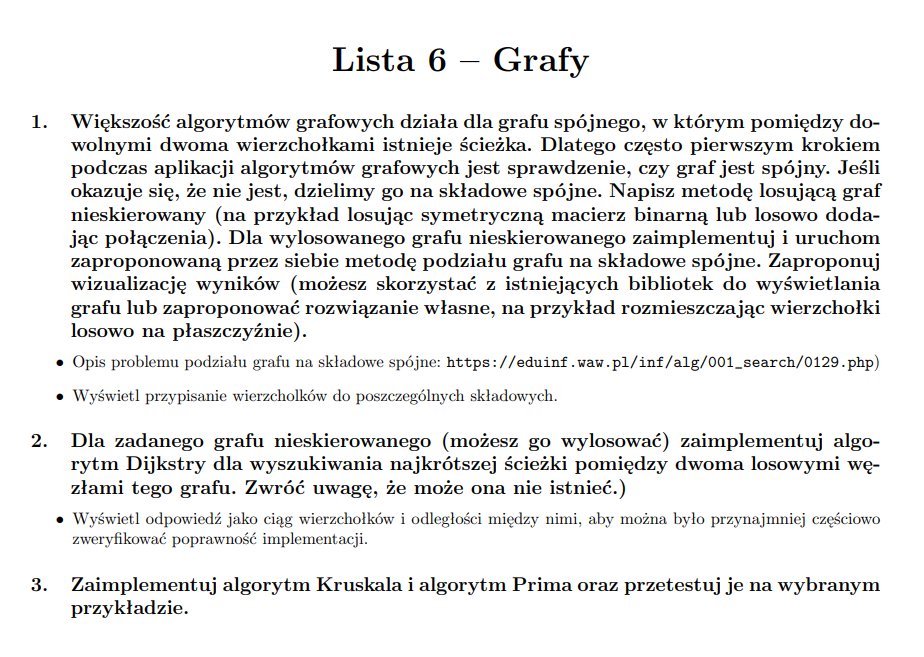 Lista 6 – Grafy
1. Większość algorytmów grafowych działa dla grafu spójnego, w którym pomiędzy do-
wolnymi dwoma wierzchołkami istnieje ścieżka. Dlatego często pierwszym krokiem
podczas aplikacji algorytmów grafowych jest sprawdzenie, czy graf jest spójny. Jeśli
okazuje się, że nie jest, dzielimy go na składowe spójne. Napisz metodę losującą graf
nieskierowany (na przykład losując symetryczną macierz binarną lub losowo doda-
jąc połączenia). Dla wylosowanego grafu nieskierowanego zaimplementuj i uruchom
zaproponowaną przez siebie metodę podziału grafu na składowe spójne. Zaproponuj
wizualizację wyników (możesz skorzystać z istniejących bibliotek do wyświetlania
grafu lub zaproponować rozwiązanie własne, na przykład rozmieszczając wierzchołki
losowo na płaszczyźnie).
• Opis problemu podziału grafu na składowe spójne: https://eduinf.waw.pl/inf/alg/001_search/0129.php)
• Wyświetl przypisanie wierzcholków do poszczególnych składowych.
2. Dla zadanego grafu nieskierowanego (możesz go wylosować) zaimplementuj algo-
rytm Dijkstry dla wyszukiwania najkrótszej ścieżki pomiędzy dwoma losowymi wę-
złami tego grafu. Zwróć uwagę, że może ona nie istnieć.)
• Wyświetl odpowiedź jako ciąg wierzchołków i odległości między nimi, aby można było przynajmniej częściowo
zweryfikować poprawność implementacji.
3. Zaimplementuj algorytm Kruskala i algorytm Prima oraz przetestuj je na wybranym
przykładzie.